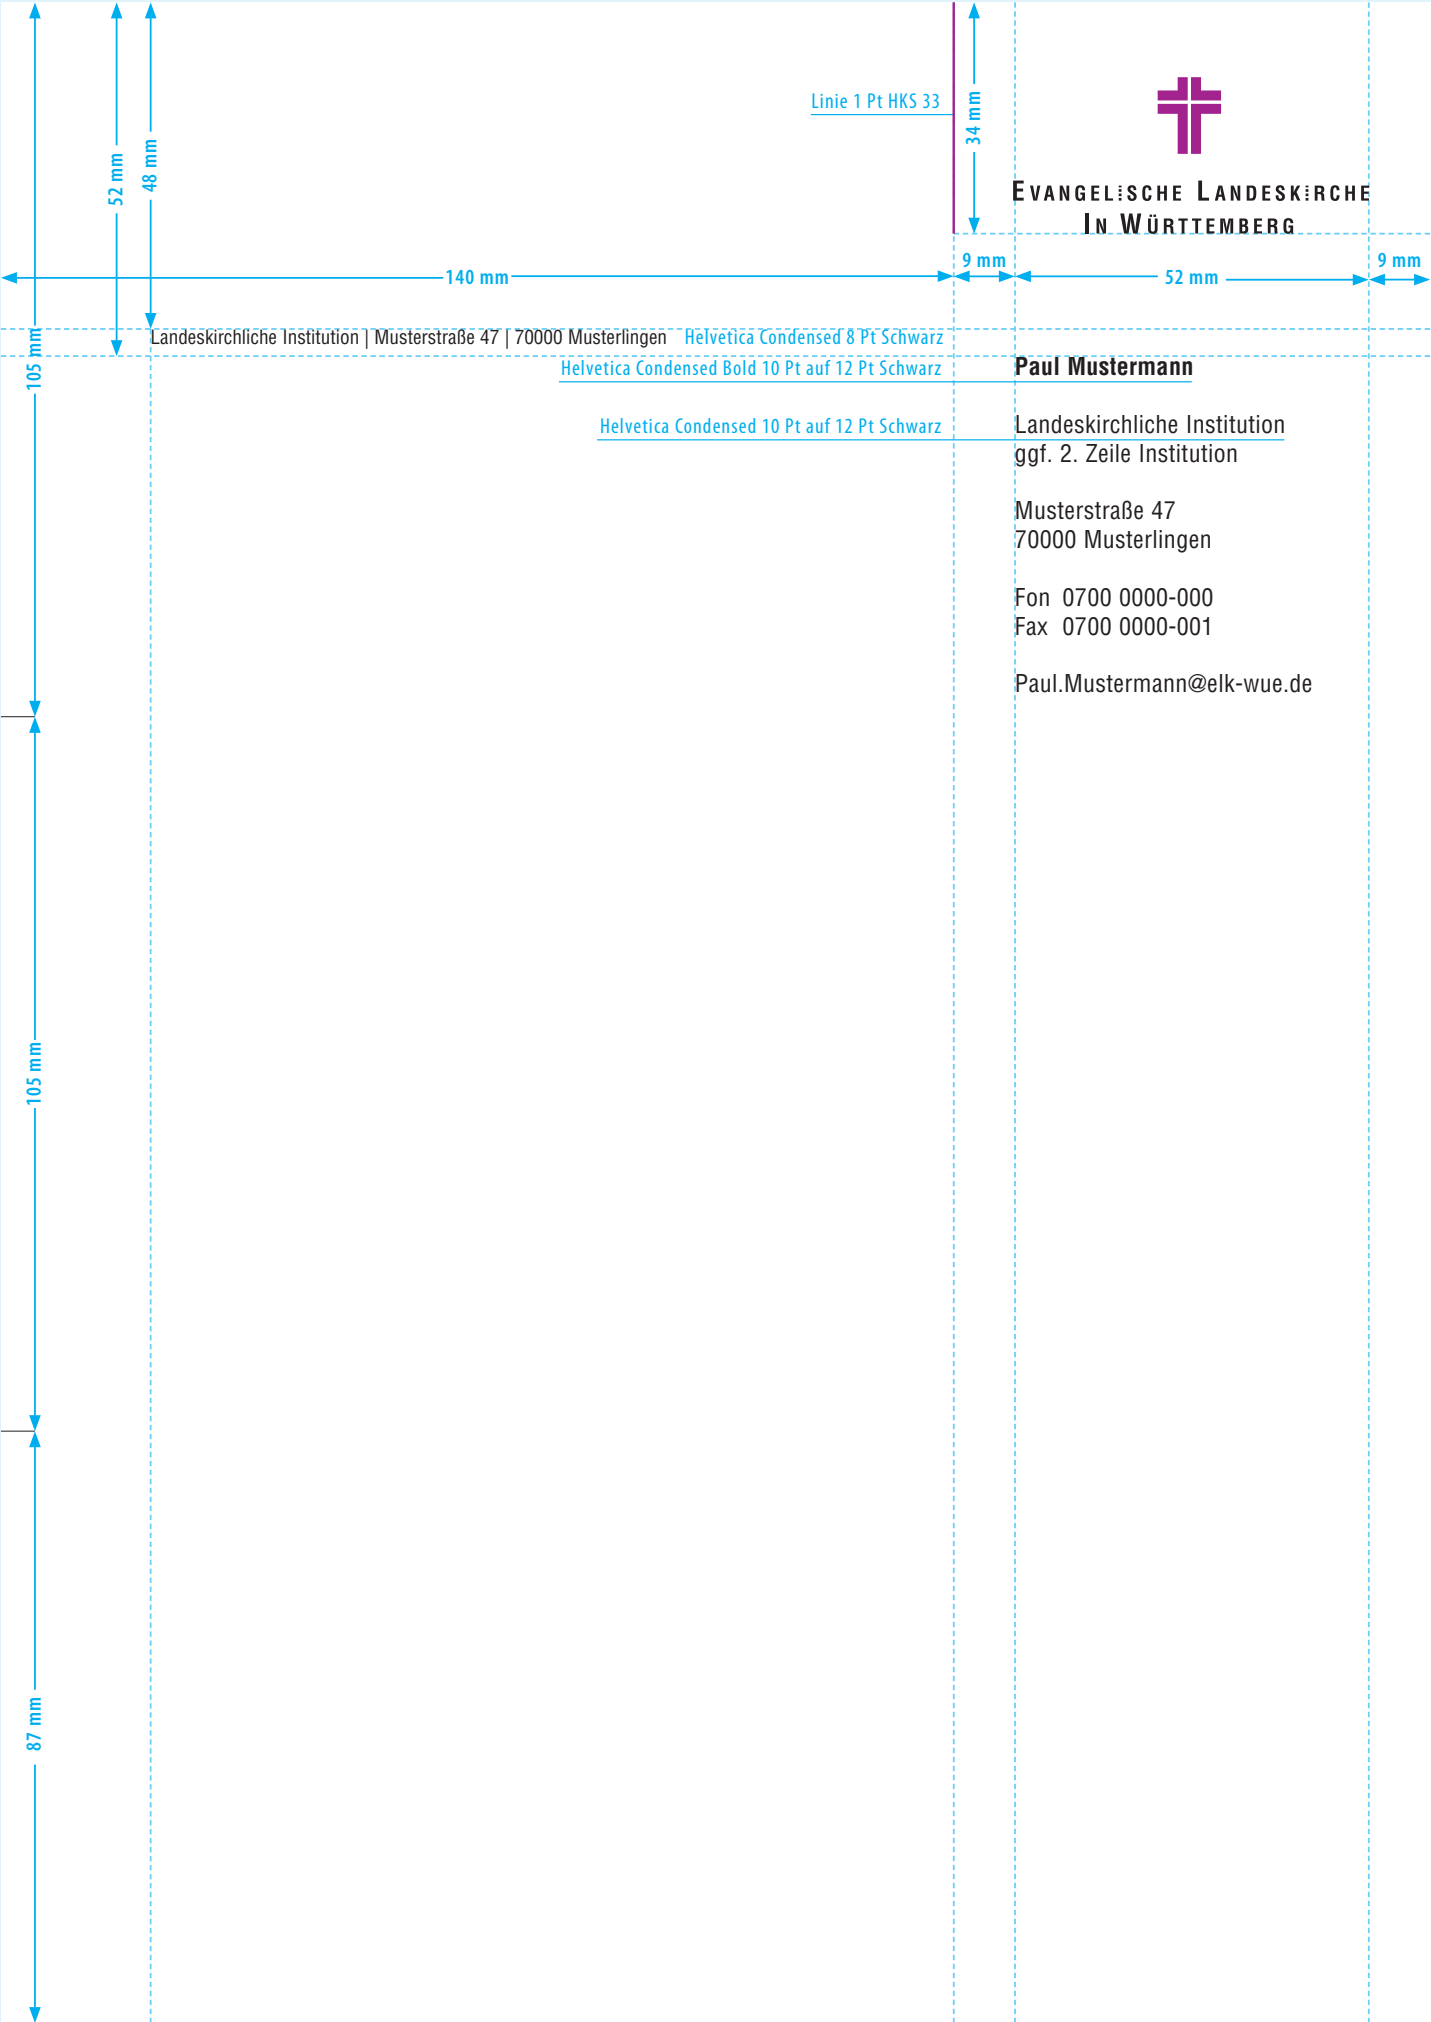 Linie 1 Pt HKS 33
34 mm
EVANGELISCHE LANDESKIRCHE
IN WÜRTTEMBERG
52 mm
48 mm
140 mm
9 mm
52 mm
9 mm
105 mm
Landeskirchliche Institution | Musterstraße 47 | 70000 Musterlingen
Helvetica Condensed 8 Pt Schwarz
Helvetica Condensed Bold 10 Pt auf 12 Pt Schwarz
Paul Mustermann
Helvetica Condensed 10 Pt auf 12 Pt Schwarz
Landeskirchliche Institution
ggf. 2. Zeile Institution
Musterstraße 47
70000 Musterlingen
Fon 0700 0000-000
Fax 0700 0000-001
Paul.Mustermann@elk-wue.de
105 mm
87 mm